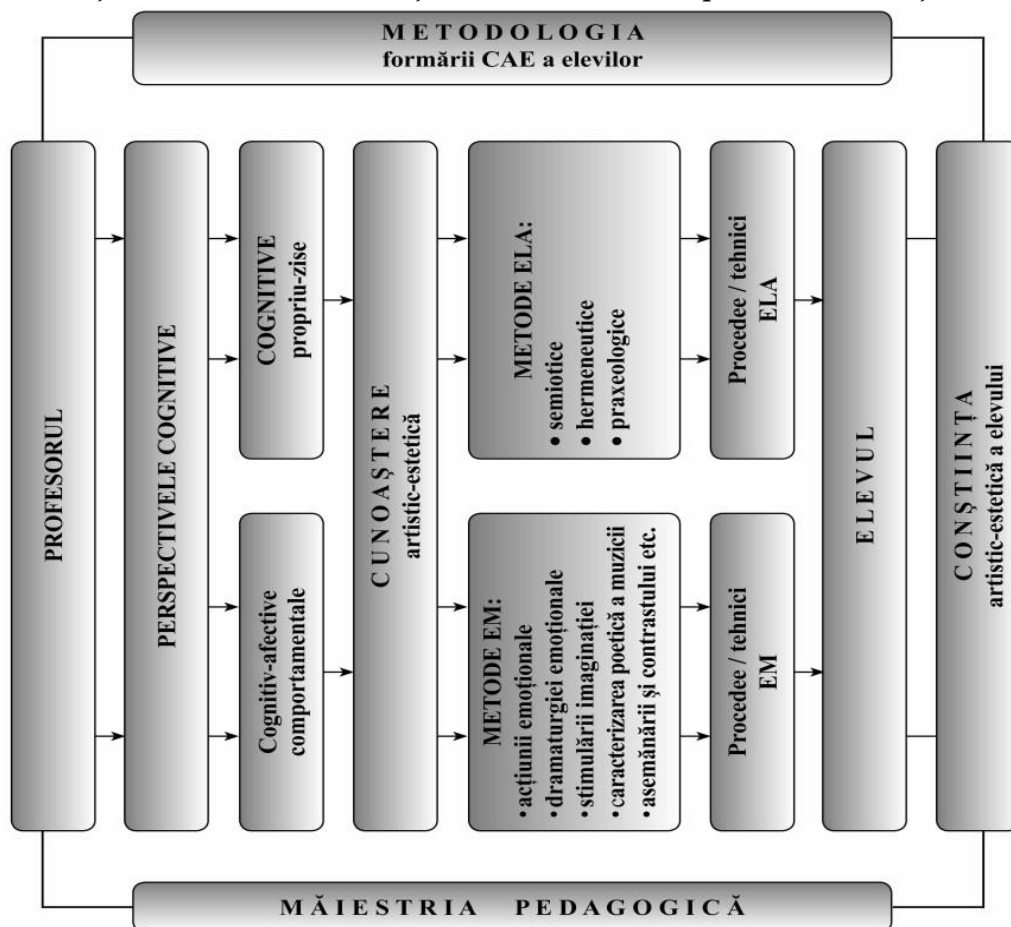 METODOLOGIA
formării CAE a elevilor
PROFESORUL
PERSPECTIVELE COGNITIVE
COGNITIVE
propriu-zise
Cognitiv-afective
comportamentale
CUNOAŞTERE
artistic-estetică
METODE ELA:
• semiotice
• hermeneutice
• praxeologice
METODE EM:
• acţiunii emoţionale
• dramaturgiei emoţionale
• stimulării imaginaţiei
• caracterizarea poetică a muzicii
• asemănării şi contrastului etc.
Procedee / tehnici
ELA
Procedee / tehnici
EM
ELEVUL
CONŞTIINŢA
artistic-estetică a elevului
MĂIESTRIA PEDAGOGICĂ